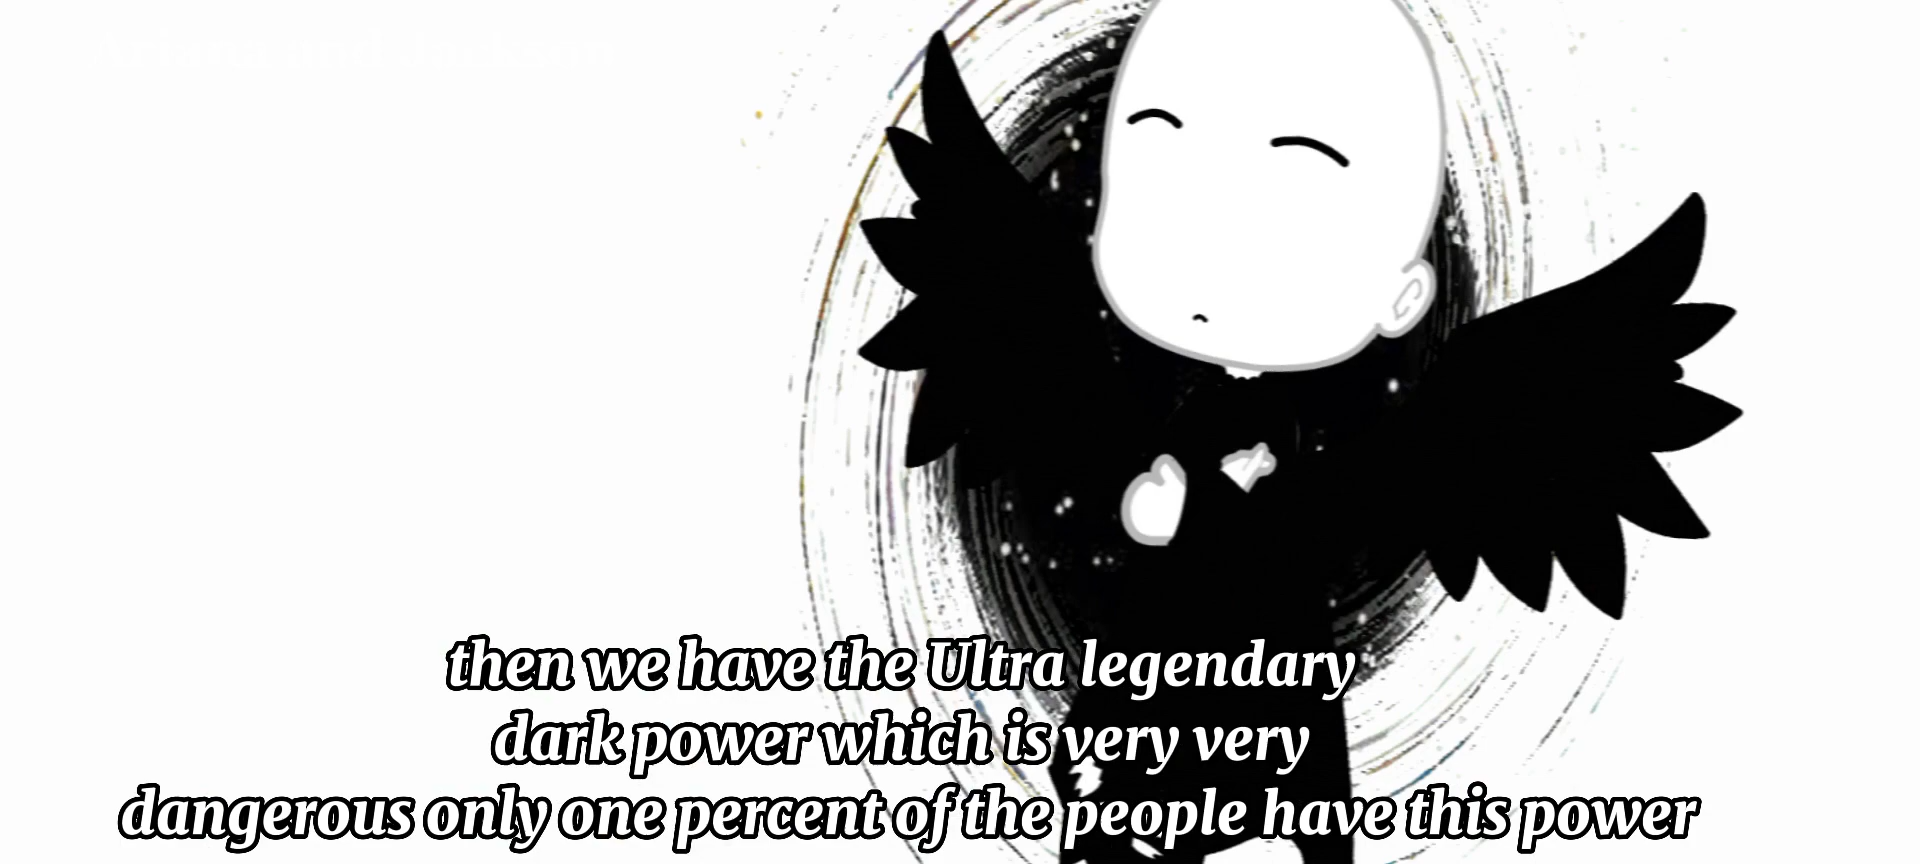 then we have the Ultra legendary
dark power which is very very
dangerous only one percent of the people have this power